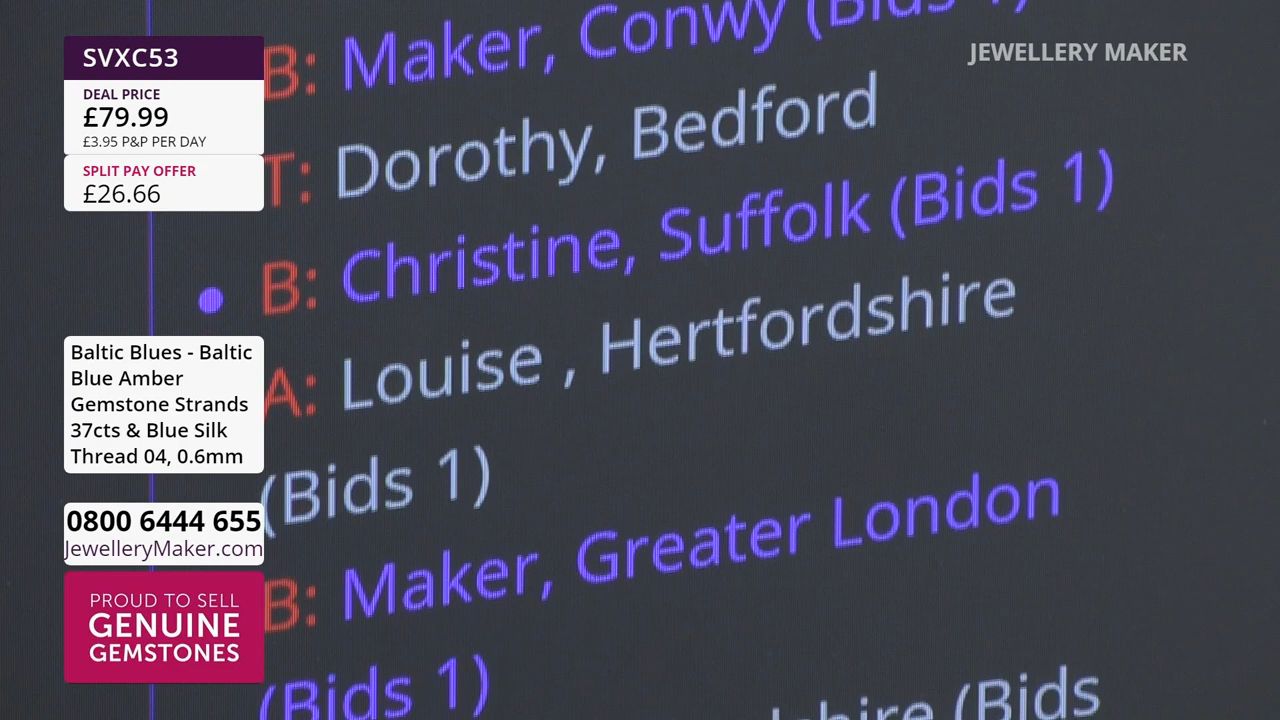 SVXC53
DEAL PRICE
£79.99
£3.95 P&P PER DAY
SPLIT PAY OFFER
£26.66
Baltic Blues - Baltic
Blue Amber
Gemstone Strands
37cts & Blue Silk
Thread 04, 0.6mm
0800 6444 655
JewelleryMaker.com
PROUD TO SELL
GENUINE
GEMSTONES
JEWELLERY MAKER
B: Maker, Conwy (Bids 1)
T: Dorothy, Bedford
B: Christine, Suffolk (Bids 1)
A: Louise , Hertfordshire
(Bids 1)
B: Maker, Greater London
(Bids 1)
(Bids